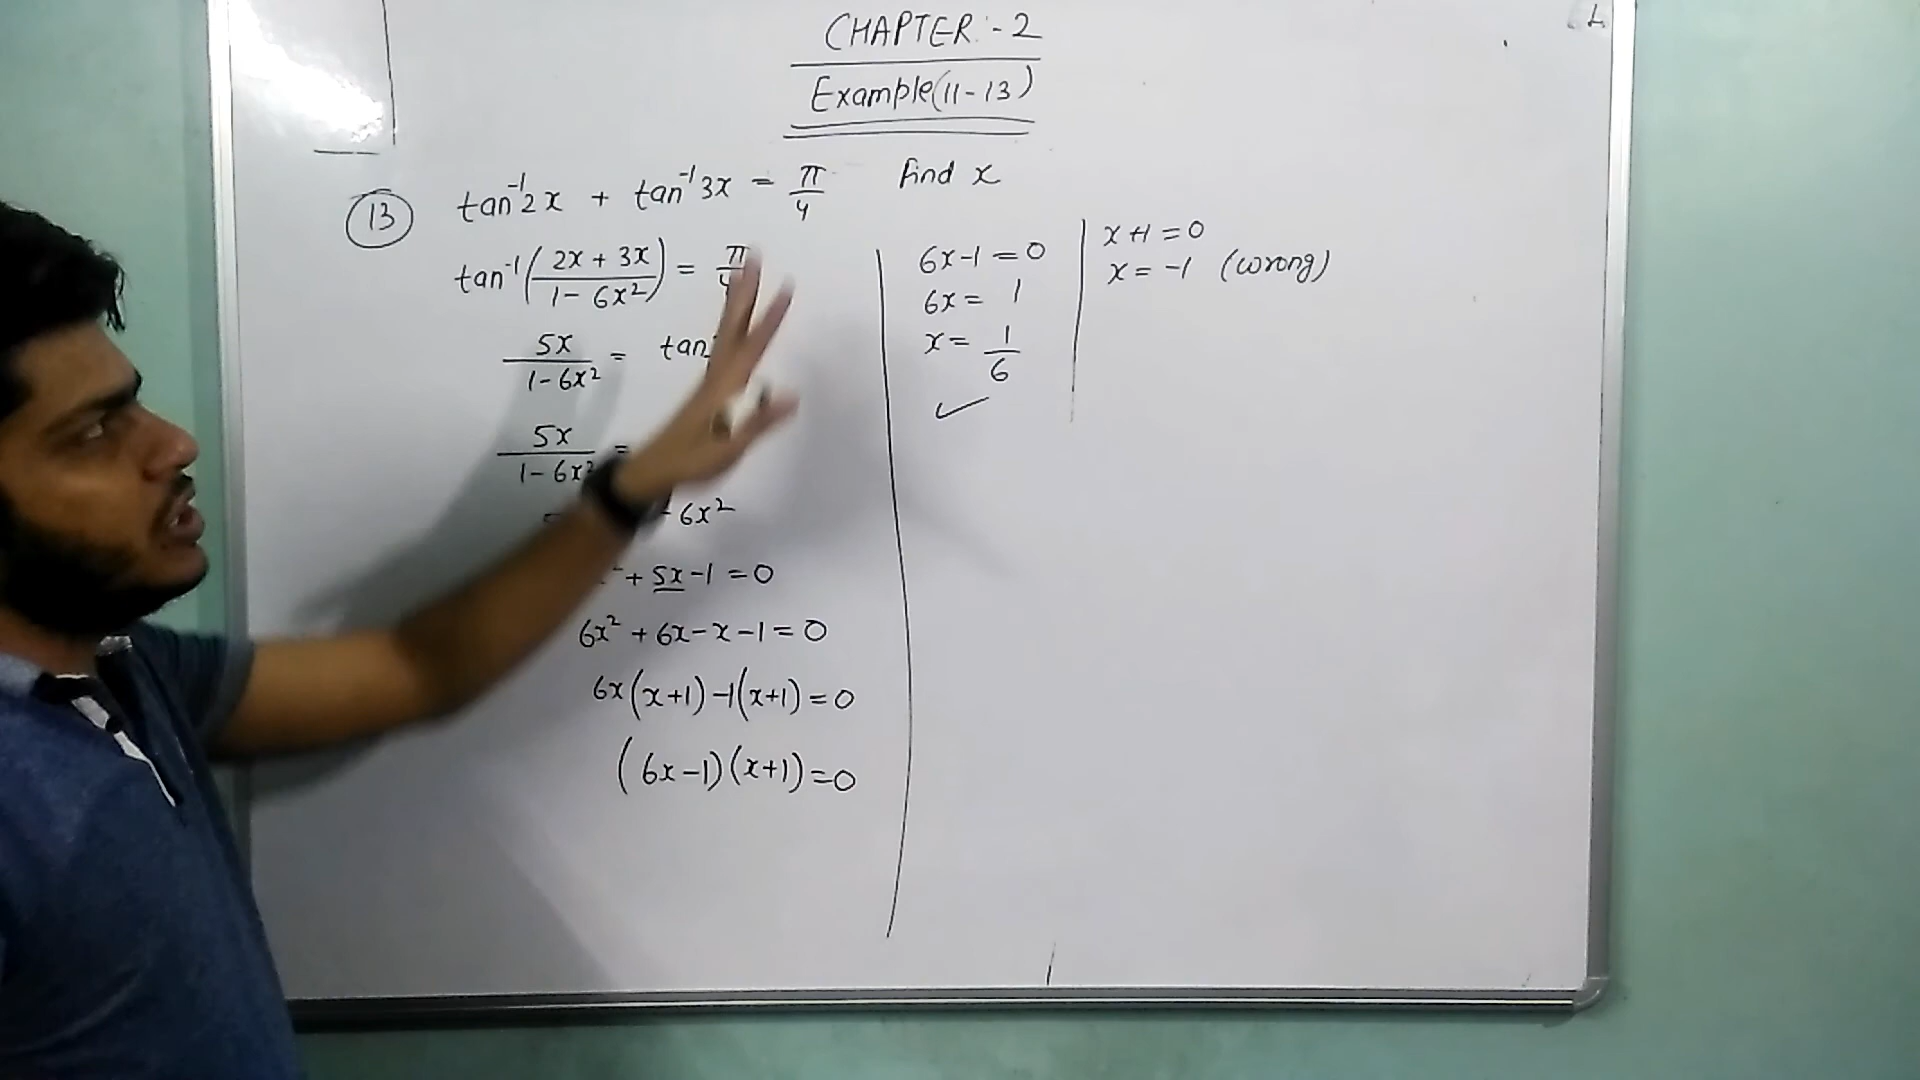 CHAPTER :- 2
Example(11-13)
(13) tan⁻¹2x + tan⁻¹3x = π/4 find x
tan⁻¹((2x + 3x)/(1 - 6x²)) = π/
5x/(1 - 6x²) = tan
5x/(1 - 6x²) =
6x²
+ 5x - 1 = 0
6x² + 6x - x - 1 = 0
6x(x+1) -1(x+1) = 0
(6x-1)(x+1) = 0
6x-1 = 0
6x = 1
x = 1/6
✓
x+1 = 0
x = -1 (wrong)